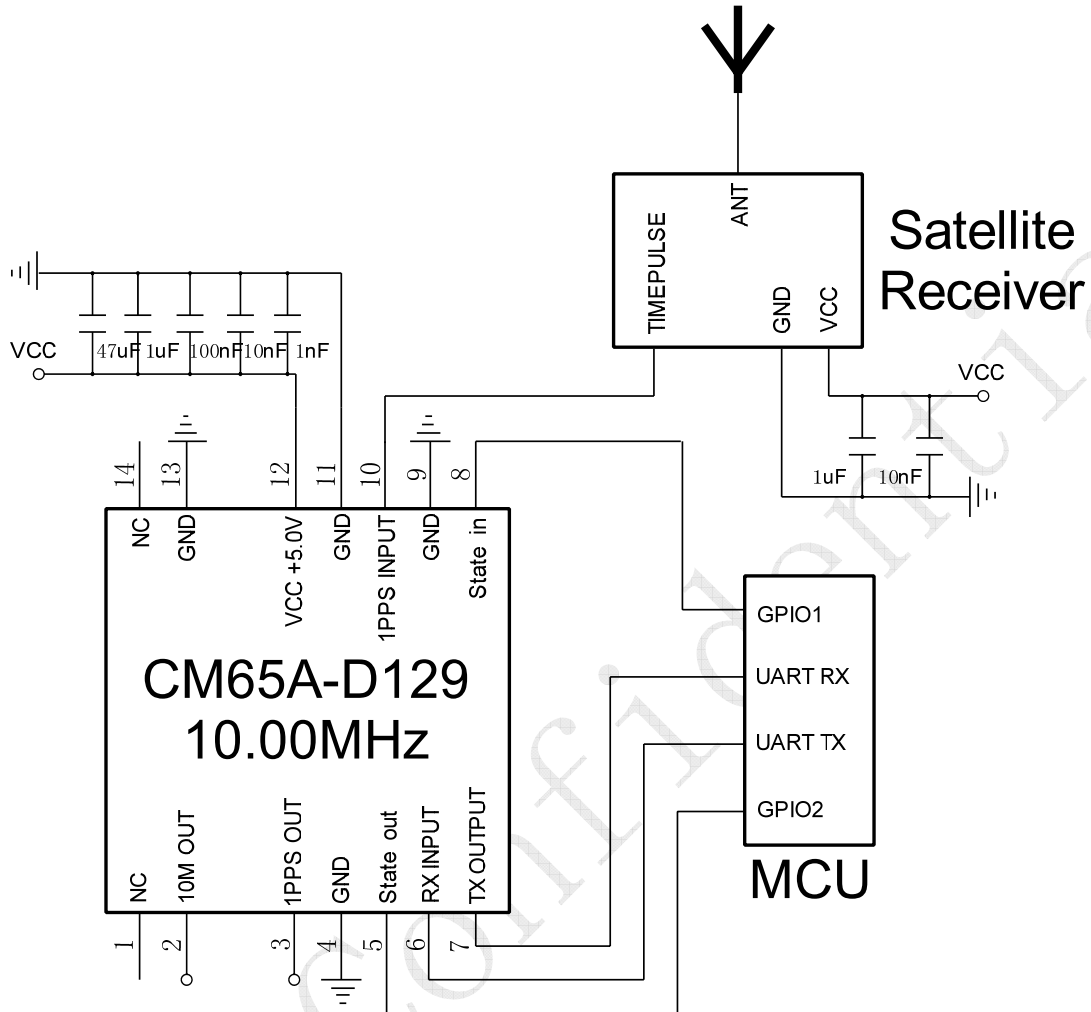 ANT
TIMEPULSE
GND
VCC
Satellite
Receiver
VCC
47uF 1uF 100nF 10nF 1nF
VCC
1uF 10nF
14 13 12 11 10 9 8
NC
GND
VCC +5.0V
GND
1PPS INPUT
GND
State in
CM65A-D129
10.00MHz
NC
10M OUT
1PPS OUT
GND
State out
RX INPUT
TX OUTPUT
1 2 3 4 5 6 7
GPIO1
UART RX
UART TX
GPIO2
MCU
Confidentia